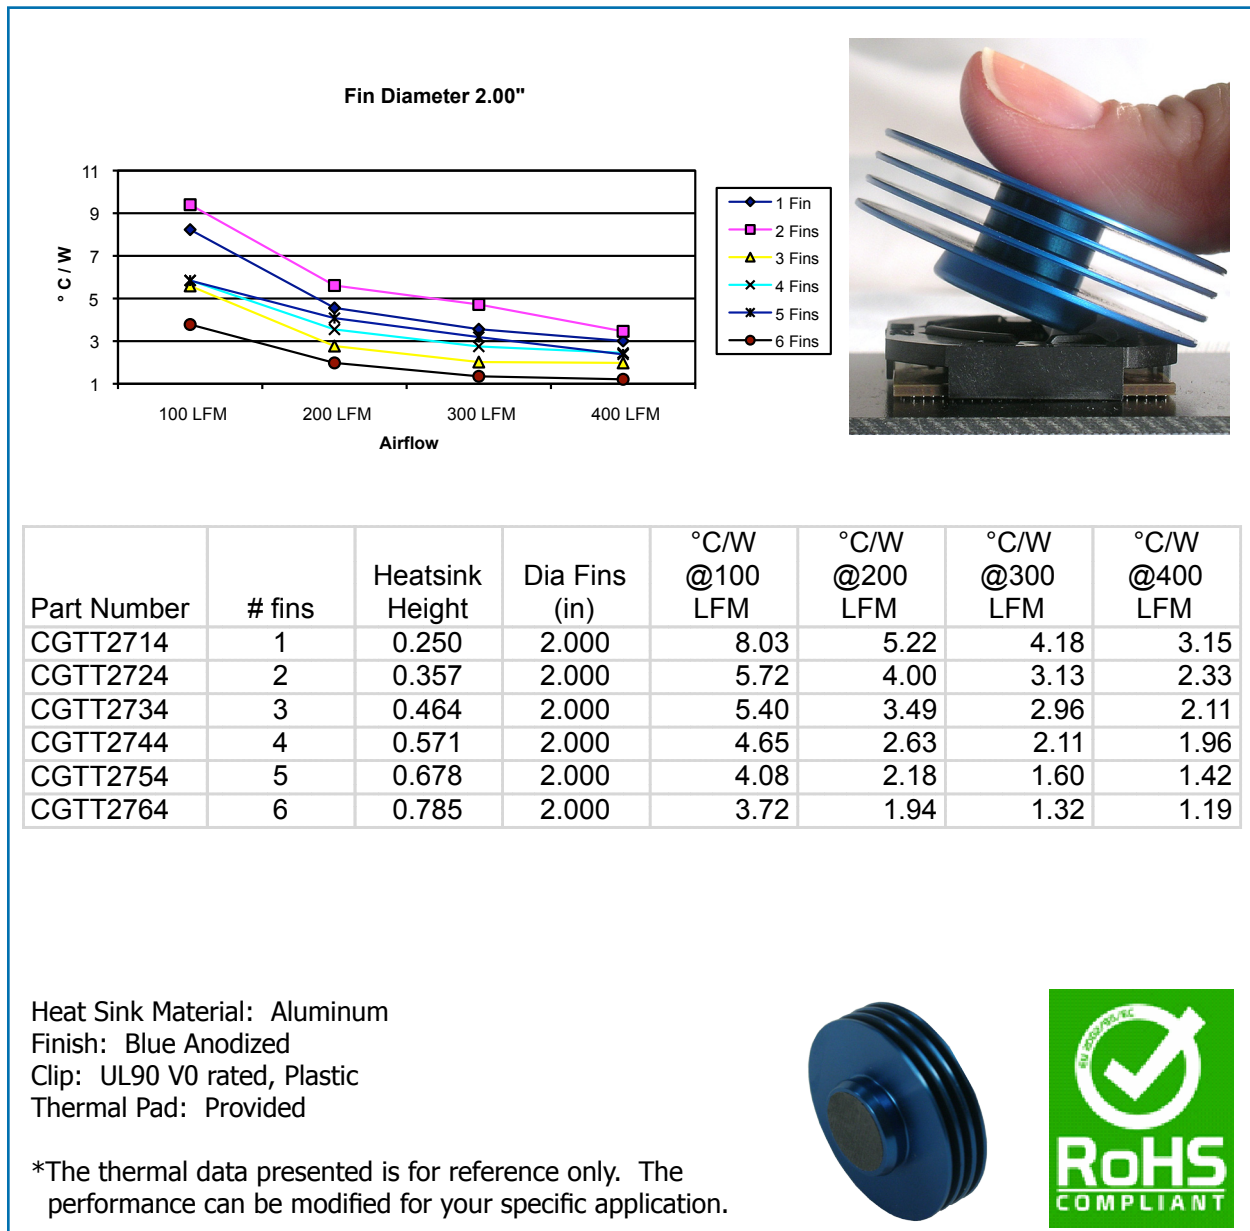 Fin Diameter 2.00"
11
9
7
5
3
1
° C / W
100 LFM 200 LFM 300 LFM 400 LFM
Airflow
1 Fin
2 Fins
3 Fins
4 Fins
5 Fins
6 Fins
Part Number # fins Heatsink Height Dia Fins (in) °C/W @100 LFM °C/W @200 LFM °C/W @300 LFM °C/W @400 LFM
CGTT2714 1 0.250 2.000 8.03 5.22 4.18 3.15
CGTT2724 2 0.357 2.000 5.72 4.00 3.13 2.33
CGTT2734 3 0.464 2.000 5.40 3.49 2.96 2.11
CGTT2744 4 0.571 2.000 4.65 2.63 2.11 1.96
CGTT2754 5 0.678 2.000 4.08 2.18 1.60 1.42
CGTT2764 6 0.785 2.000 3.72 1.94 1.32 1.19
Heat Sink Material: Aluminum
Finish: Blue Anodized
Clip: UL90 V0 rated, Plastic
Thermal Pad: Provided
*The thermal data presented is for reference only. The
performance can be modified for your specific application.
EU 2002/95/EC
RoHS
COMPLIANT